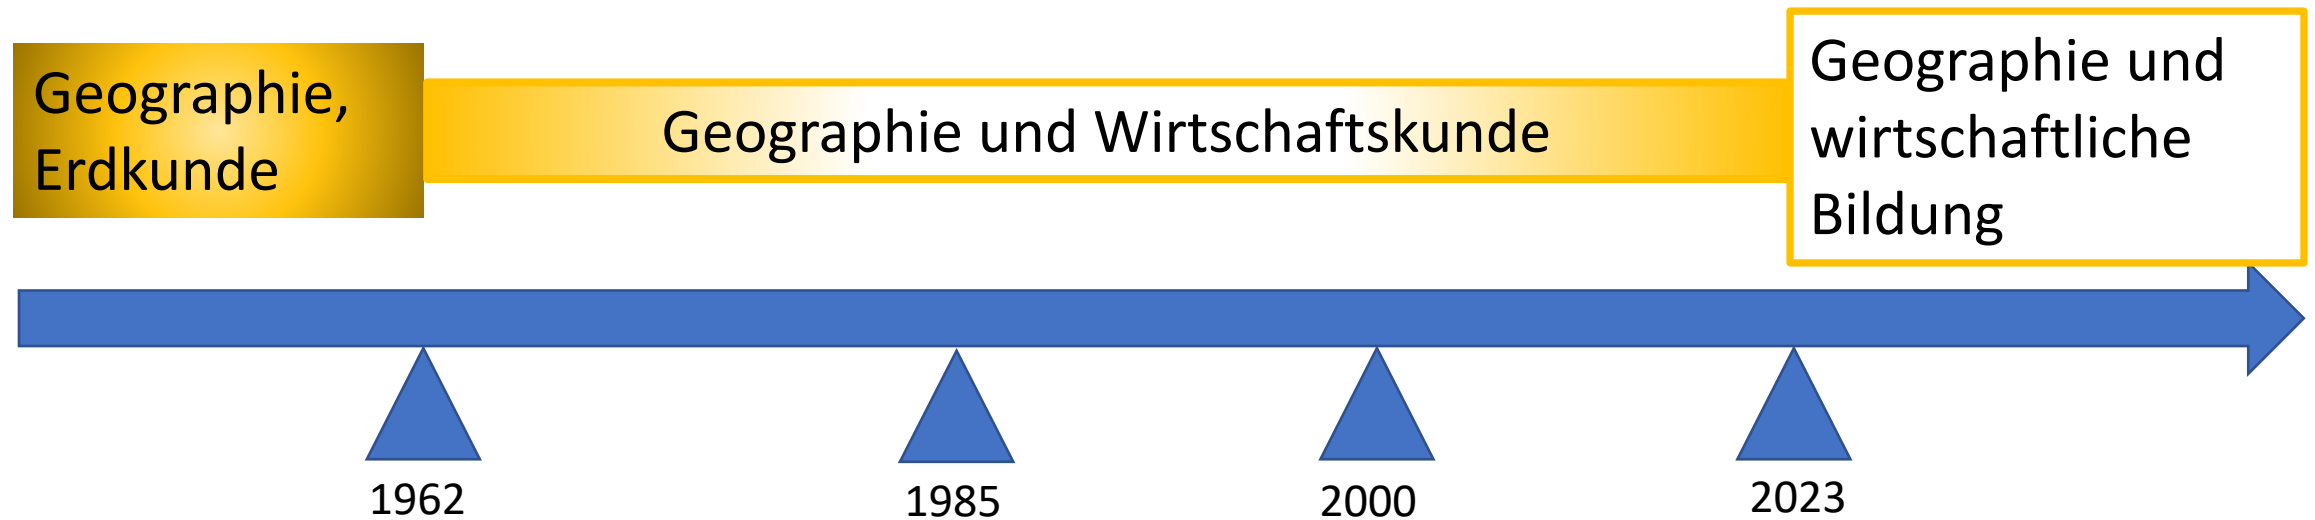 Geographie,
Erdkunde
Geographie und Wirtschaftskunde
Geographie und
wirtschaftliche
Bildung
1962
1985
2000
2023